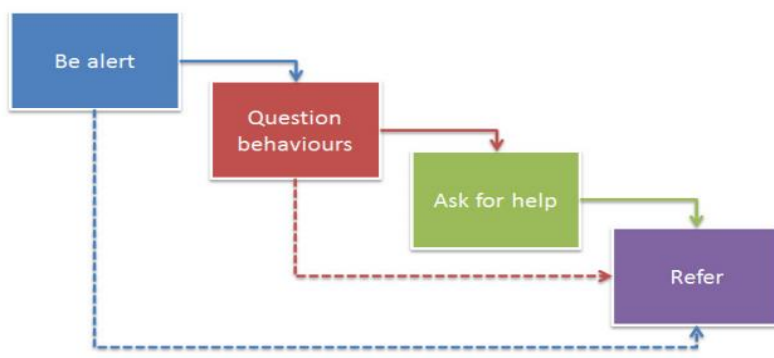 Be alert
Question
behaviours
Ask for help
Refer